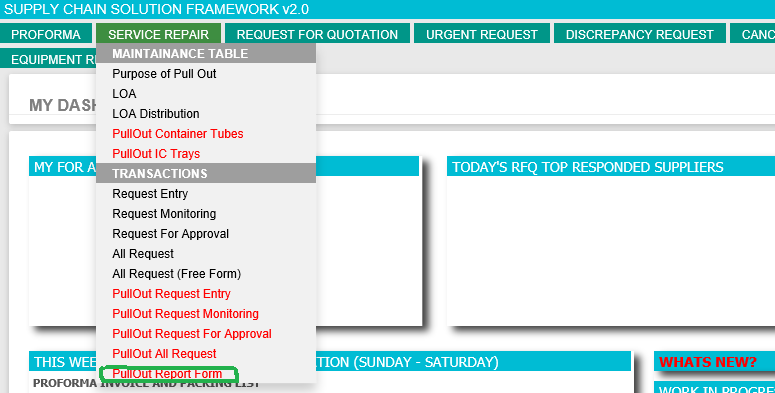 SUPPLY CHAIN SOLUTION FRAMEWORK v2.0
PROFORMA SERVICE REPAIR REQUEST FOR QUOTATION URGENT REQUEST DISCREPANCY REQUEST CANC
EQUIPMENT RE
MAINTAINANCE TABLE
Purpose of Pull Out
LOA
LOA Distribution
PullOut Container Tubes
PullOut IC Trays
TRANSACTIONS
Request Entry
Request Monitoring
Request For Approval
All Request
All Request (Free Form)
PullOut Request Entry
PullOut Request Monitoring
PullOut Request For Approval
PullOut All Request
PullOut Report Form
MY DASH
MY FOR A
TODAY'S RFQ TOP RESPONDED SUPPLIERS
THIS WEE TION (SUNDAY - SATURDAY)
PROFORMA INVOICE AND PACKING LIST
WHATS NEW?
WORK IN PROGRES